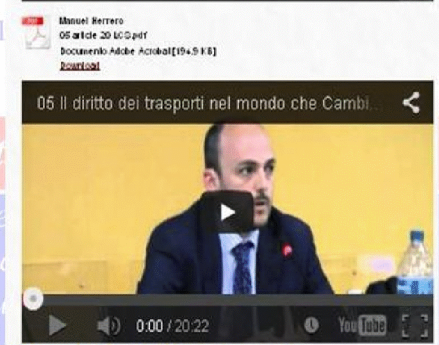 Manuel Herrero
05 article 20 LCG.pdf
Documento Adobe Acrobat [194.9 KB]
Download
05 Il diritto dei trasporti nel mondo che Cambi...
0:00 / 20:22
YouTube